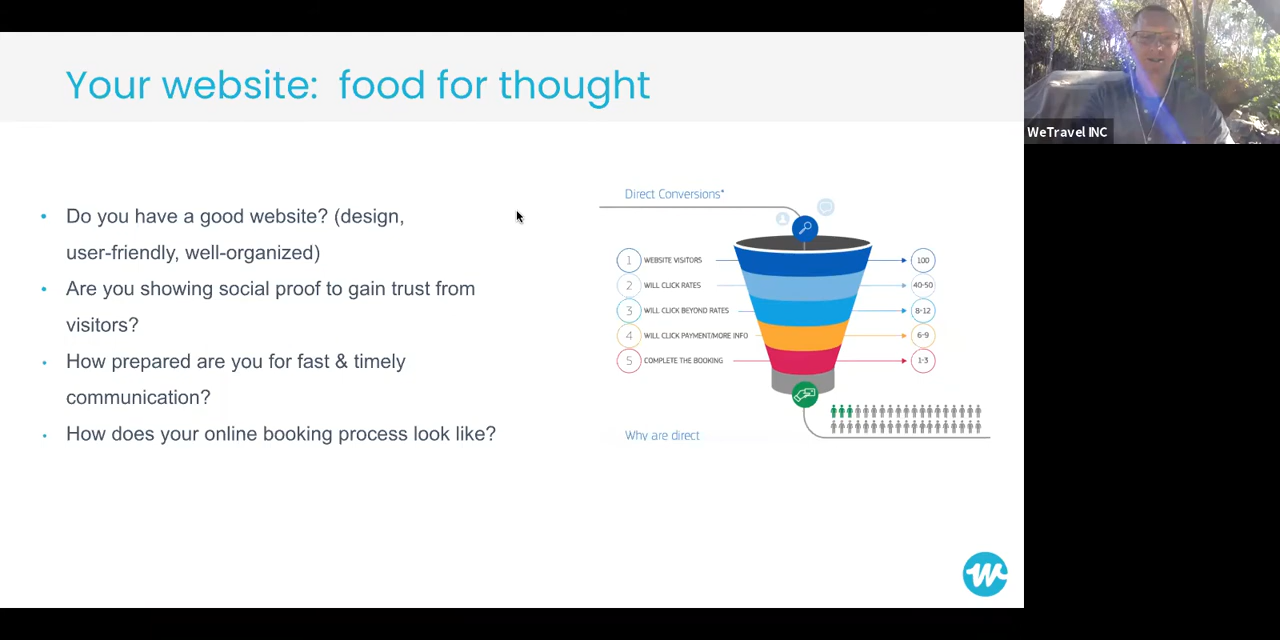 Your website: food for thought
WeTravel INC
• Do you have a good website? (design,
user-friendly, well-organized)
• Are you showing social proof to gain trust from
visitors?
• How prepared are you for fast & timely
communication?
• How does your online booking process look like?
Direct Conversions*
1 WEBSITE VISITORS 100
2 WILL CLICK RATES 40-50
3 WILL CLICK BEYOND RATES 8-12
4 WILL CLICK PAYMENT/MORE INFO 6-9
5 COMPLETE THE BOOKING 1-3
Why are direct
W